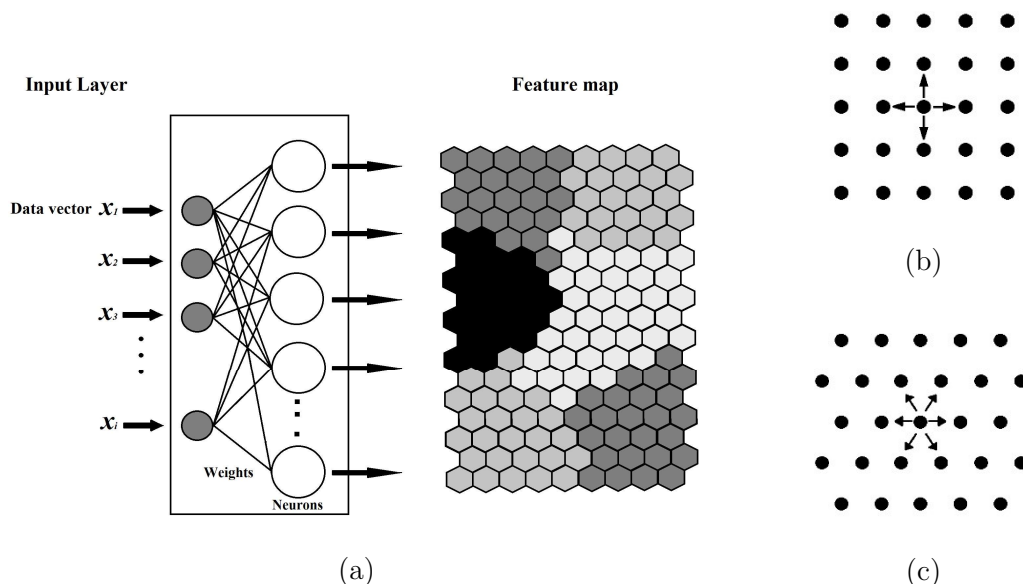 Input Layer
Feature map
Data vector x₁
x₂
x₃
xᵢ
Weights
Neurons
(a)
(b)
(c)